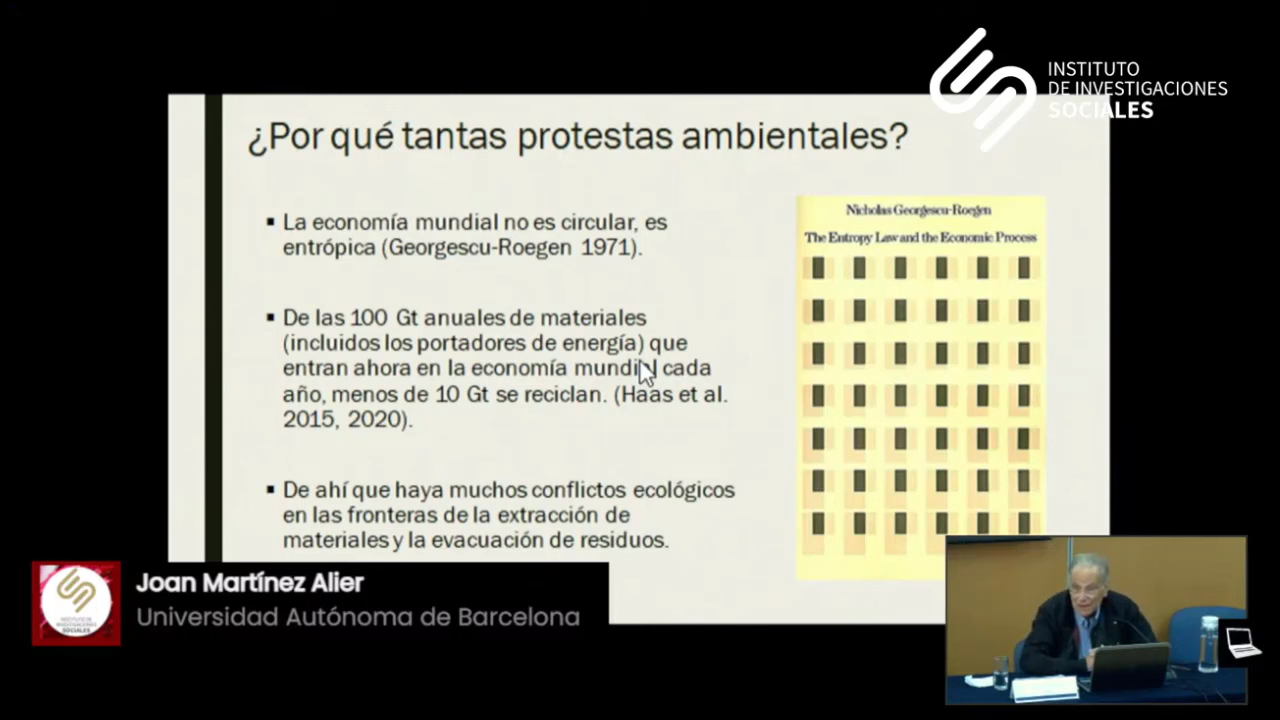 INSTITUTO
DE INVESTIGACIONES
SOCIALES
¿Por qué tantas protestas ambientales?
▪ La economía mundial no es circular, es
entrópica (Georgescu-Roegen 1971).
▪ De las 100 Gt anuales de materiales
(incluidos los portadores de energía) que
entran ahora en la economía mundial cada
año, menos de 10 Gt se reciclan. (Haas et al.
2015, 2020).
▪ De ahí que haya muchos conflictos ecológicos
en las fronteras de la extracción de
materiales y la evacuación de residuos.
Nicholas Georgescu-Roegen
The Entropy Law and the Economic Process
Joan Martínez Alier
Universidad Autónoma de Barcelona
INSTITUTO DE
INVESTIGACIONES
SOCIALES